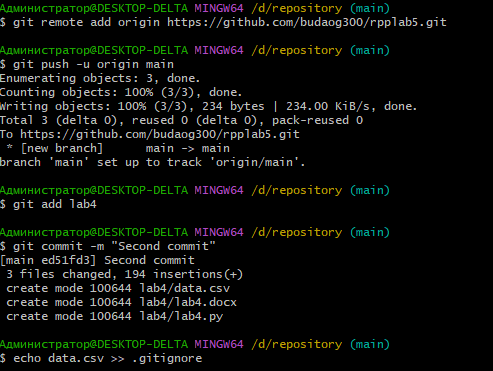 Администратор@DESKTOP-DELTA MINGW64 /d/repository (main)
$ git remote add origin https://github.com/budaog300/rpplab5.git
Администратор@DESKTOP-DELTA MINGW64 /d/repository (main)
$ git push -u origin main
Enumerating objects: 3, done.
Counting objects: 100% (3/3), done.
Writing objects: 100% (3/3), 234 bytes | 234.00 KiB/s, done.
Total 3 (delta 0), reused 0 (delta 0), pack-reused 0
To https://github.com/budaog300/rpplab5.git
 * [new branch]      main -> main
branch 'main' set up to track 'origin/main'.
Администратор@DESKTOP-DELTA MINGW64 /d/repository (main)
$ git add lab4
Администратор@DESKTOP-DELTA MINGW64 /d/repository (main)
$ git commit -m "Second commit"
[main ed51fd3] Second commit
 3 files changed, 194 insertions(+)
 create mode 100644 lab4/data.csv
 create mode 100644 lab4/lab4.docx
 create mode 100644 lab4/lab4.py
Администратор@DESKTOP-DELTA MINGW64 /d/repository (main)
$ echo data.csv >> .gitignore